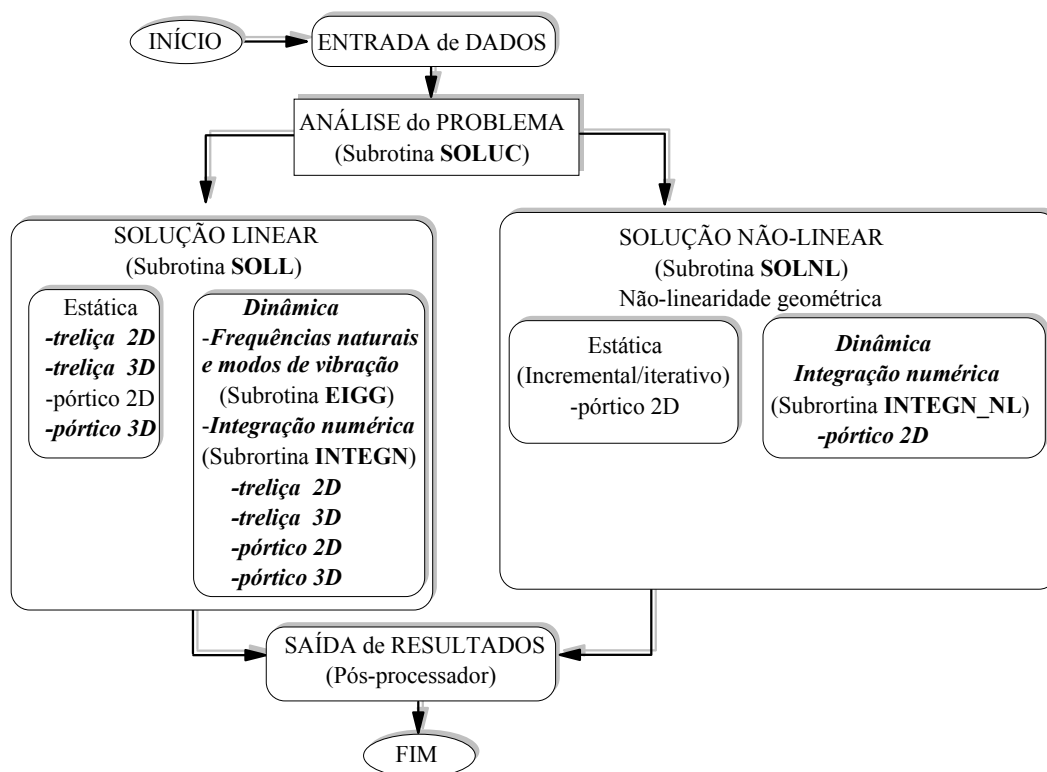 INÍCIO
ENTRADA de DADOS
ANÁLISE do PROBLEMA
(Subrotina SOLUC)
SOLUÇÃO LINEAR
(Subrotina SOLL)
Estática
-treliça 2D
-treliça 3D
-pórtico 2D
-pórtico 3D
Dinâmica
-Frequências naturais
e modos de vibração
(Subrotina EIGG)
-Integração numérica
(Subrortina INTEGN)
-treliça 2D
-treliça 3D
-pórtico 2D
-pórtico 3D
SOLUÇÃO NÃO-LINEAR
(Subrotina SOLNL)
Não-linearidade geométrica
Estática
(Incremental/iterativo)
-pórtico 2D
Dinâmica
Integração numérica
(Subrortina INTEGN_NL)
-pórtico 2D
SAÍDA de RESULTADOS
(Pós-processador)
FIM